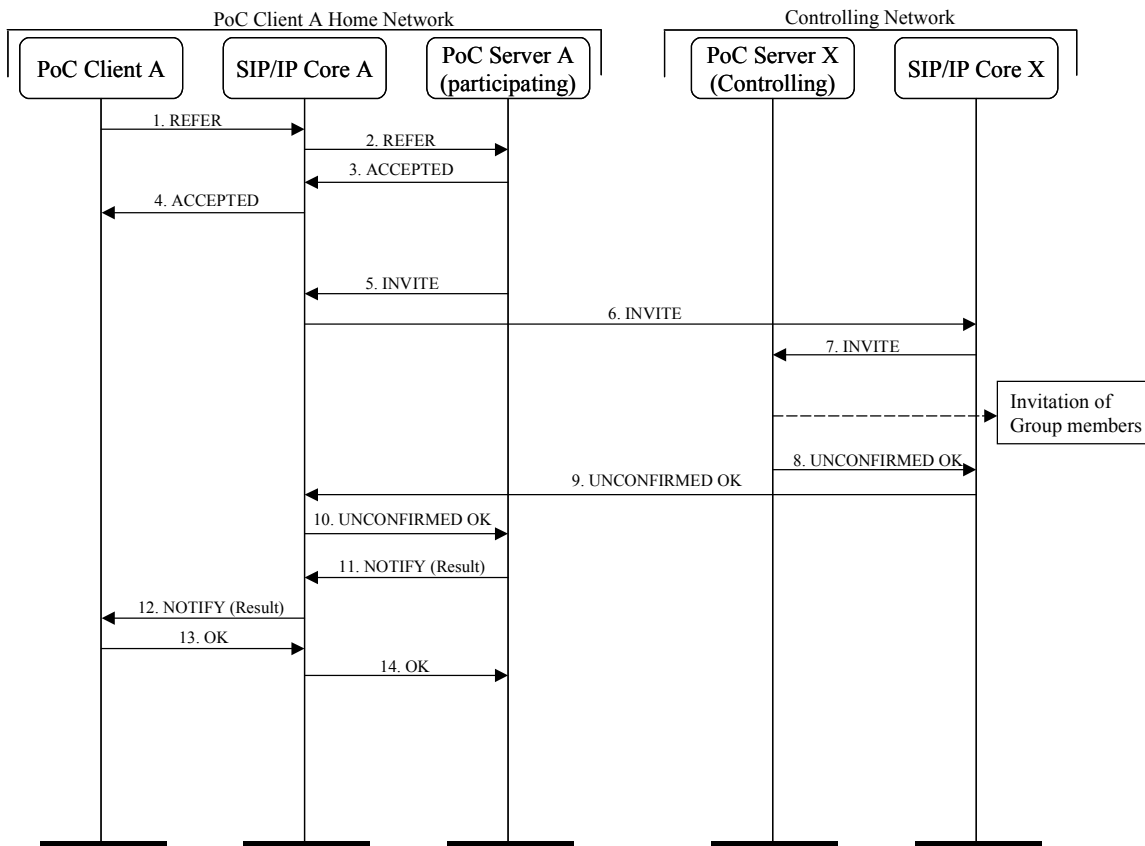 PoC Client A Home Network
Controlling Network
PoC Client A
SIP/IP Core A
PoC Server A
(participating)
PoC Server X
(Controlling)
SIP/IP Core X
1. REFER
2. REFER
3. ACCEPTED
4. ACCEPTED
5. INVITE
6. INVITE
7. INVITE
Invitation of
Group members
8. UNCONFIRMED OK
9. UNCONFIRMED OK
10. UNCONFIRMED OK
11. NOTIFY (Result)
12. NOTIFY (Result)
13. OK
14. OK